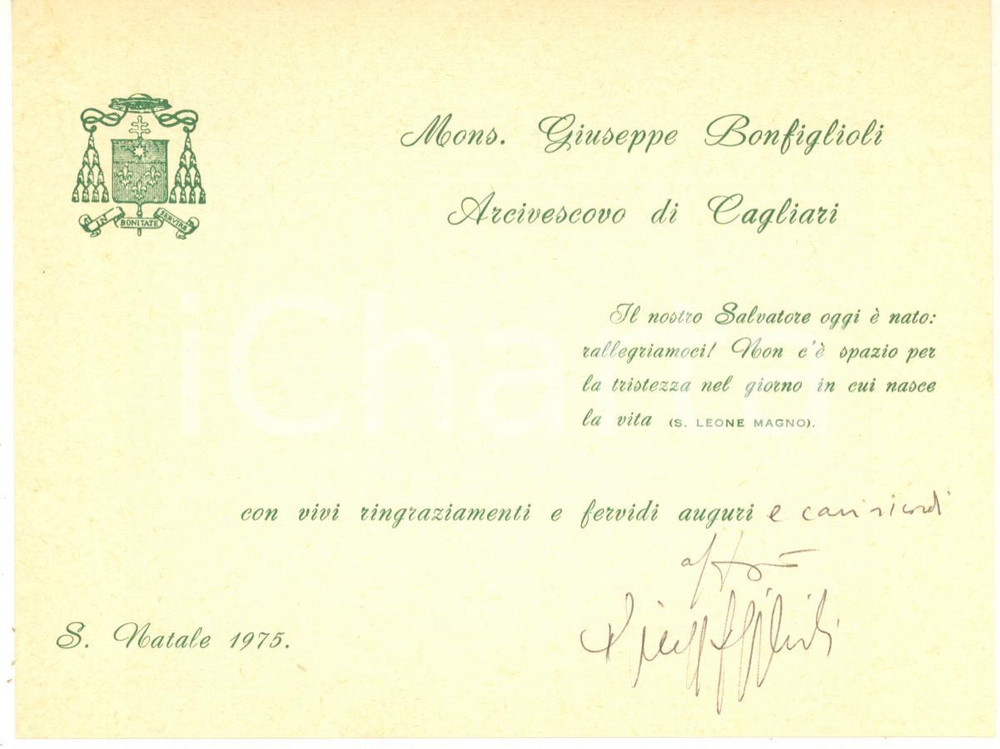 Mons. Giuseppe Bonfiglioli
Arcivescovo di Cagliari
IN BONITATE SERVIRE
Il nostro Salvatore oggi è nato:
rallegriamoci! Non c'è spazio per
la tristezza nel giorno in cui nasce
la vita (S. LEONE MAGNO).
con vivi ringraziamenti e fervidi auguri e cari ricordi
S. Natale 1975.
iCharta